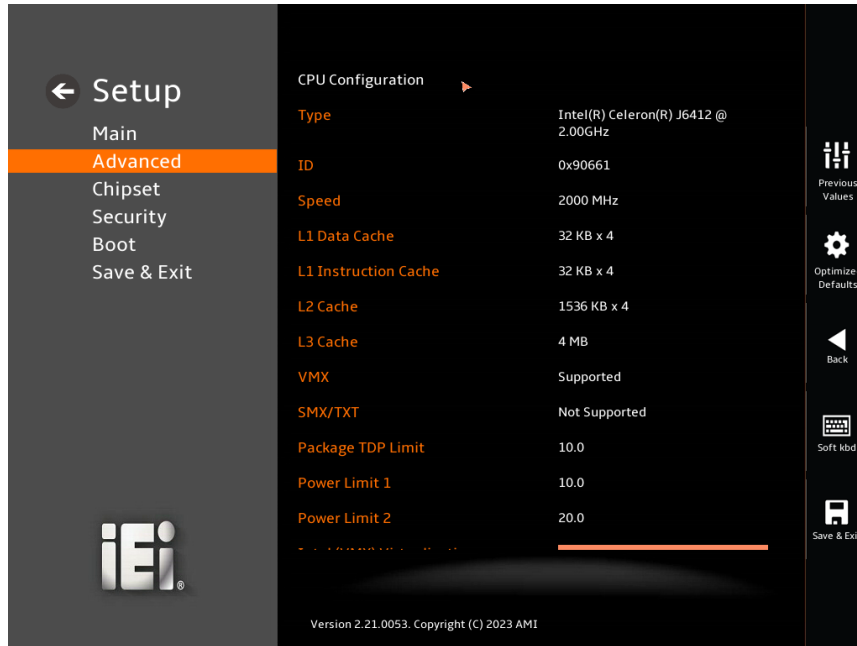 Setup
Main
Advanced
Chipset
Security
Boot
Save & Exit
iEi®
CPU Configuration
Type Intel(R) Celeron(R) J6412 @
2.00GHz
ID 0x90661
Speed 2000 MHz
L1 Data Cache 32 KB x 4
L1 Instruction Cache 32 KB x 4
L2 Cache 1536 KB x 4
L3 Cache 4 MB
VMX Supported
SMX/TXT Not Supported
Package TDP Limit 10.0
Power Limit 1 10.0
Power Limit 2 20.0
Version 2.21.0053. Copyright (C) 2023 AMI
Previous
Values
Optimize
Defaults
Back
Soft kbd
Save & Exi